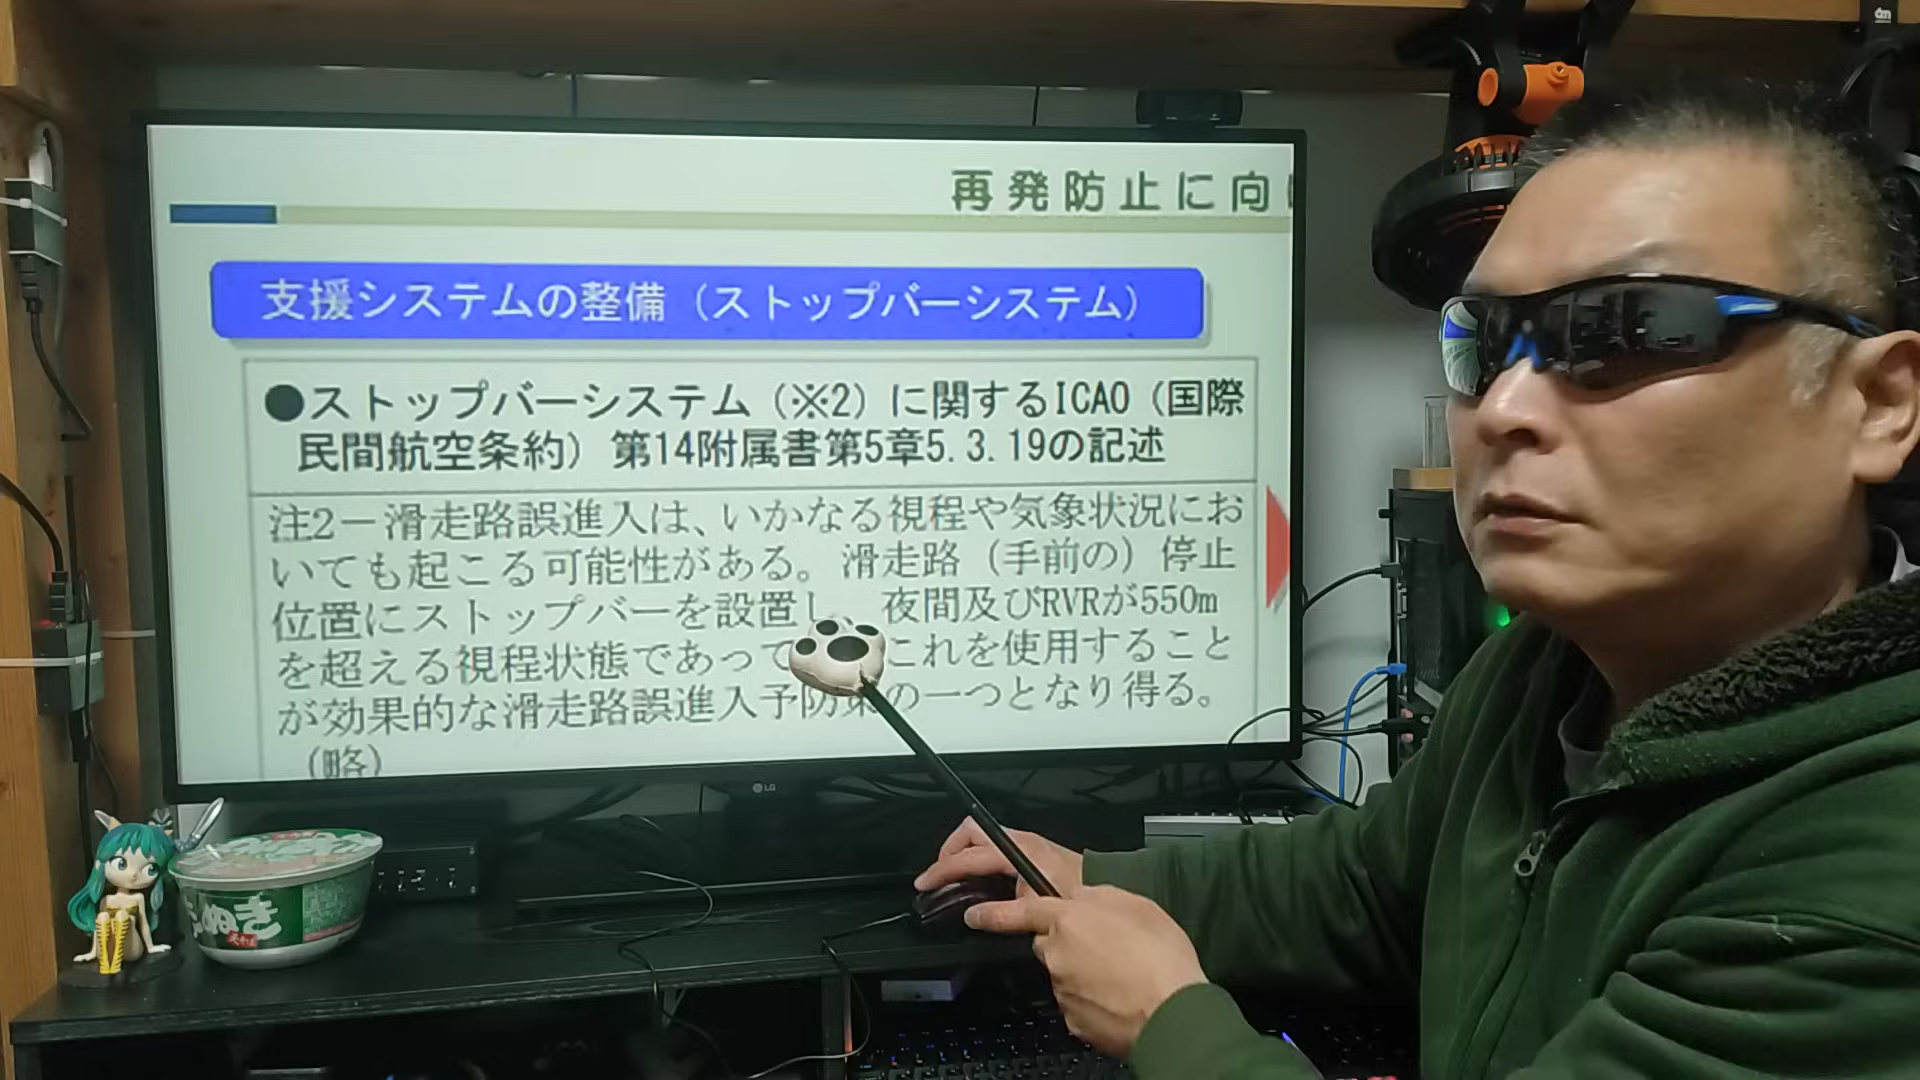 再発防止に向
支援システムの整備（ストップバーシステム）
●ストップバーシステム（※2）に関するICAO（国際
民間航空条約）第14附属書第5章5.3.19の記述
注2－滑走路誤進入は、いかなる視程や気象状況にお
いても起こる可能性がある。滑走路（手前の）停止
位置にストップバーを設置し、夜間及びRVRが550m
を超える視程状態であって これを使用すること
が効果的な滑走路誤進入予防策の一つとなり得る。
（略）
LG
ぬき